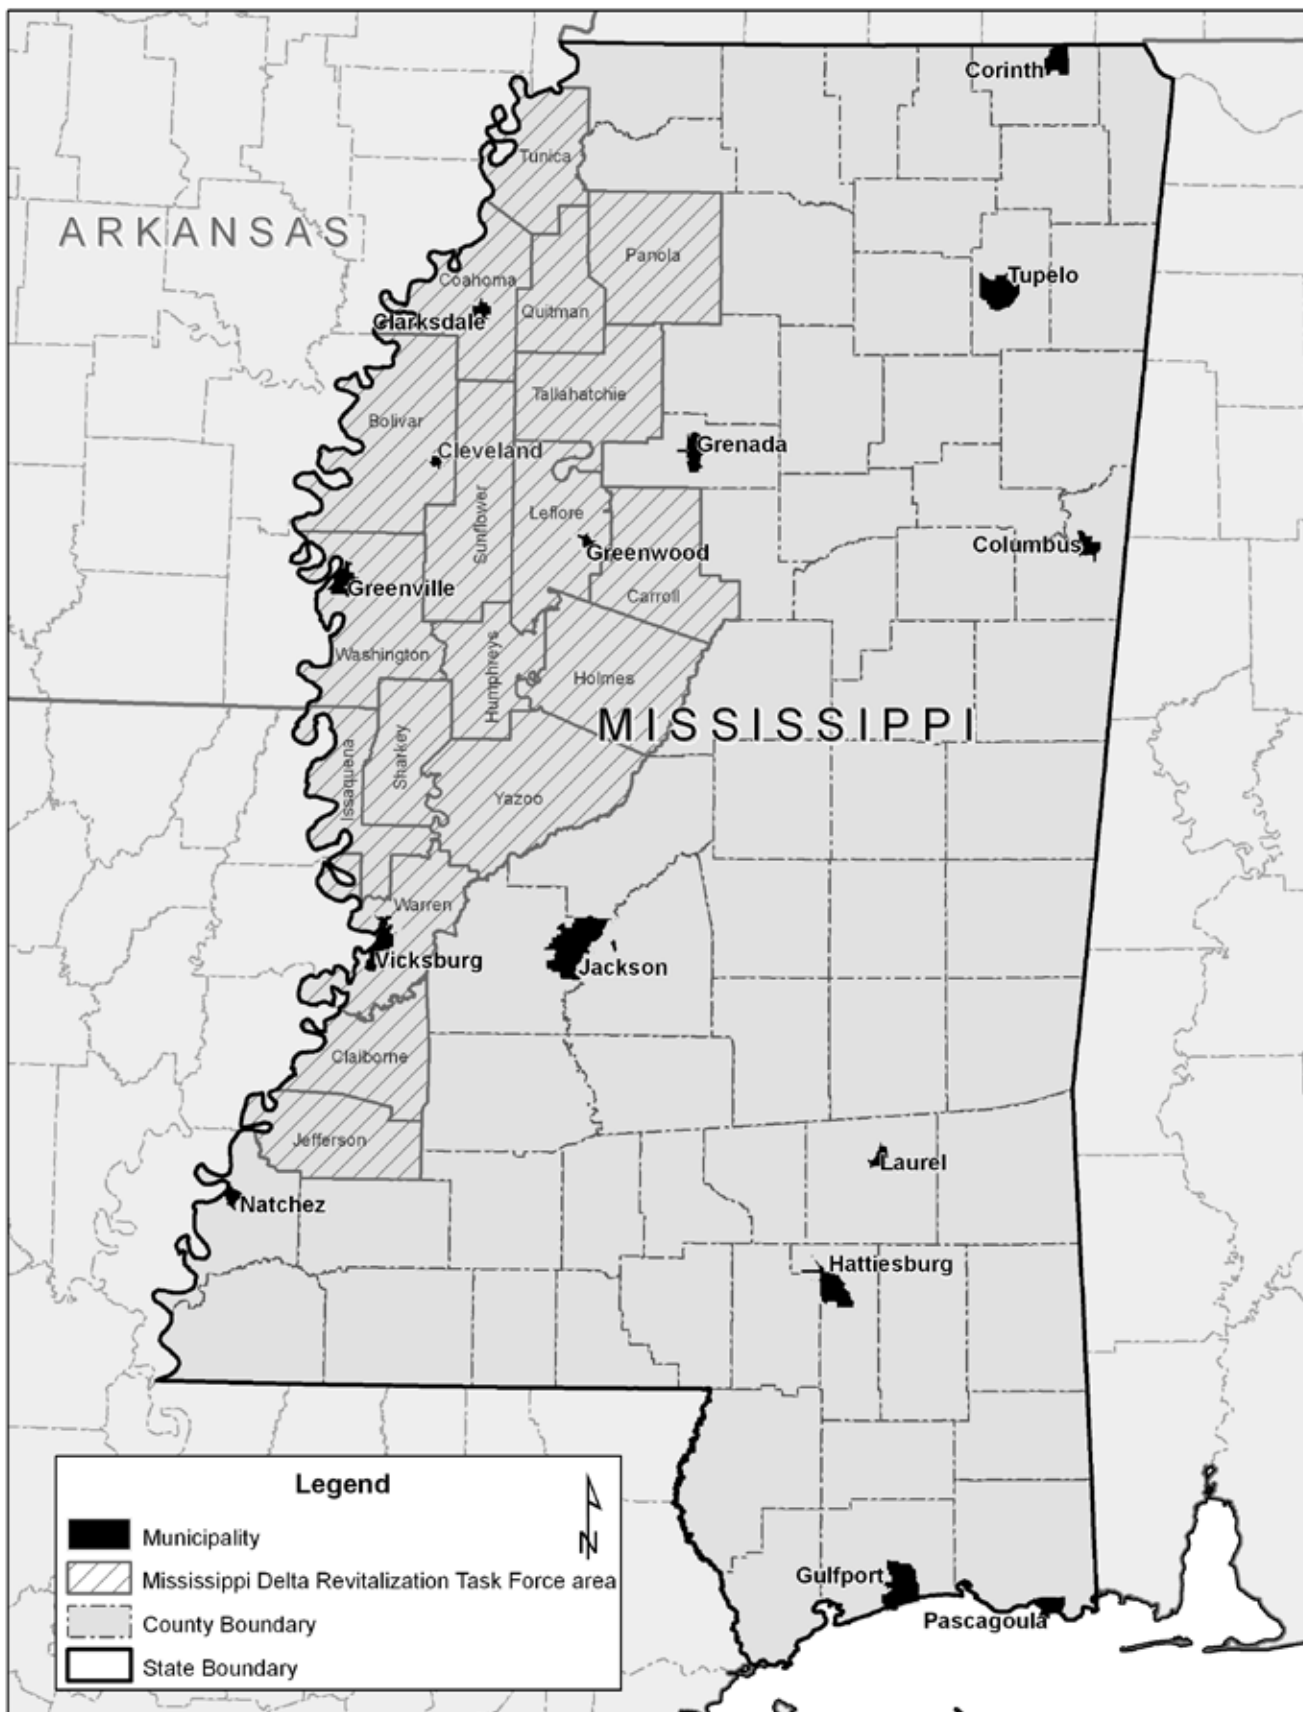 Corinth
Tunica
ARKANSAS
Panola
Coahoma
Tupelo
Quitman
Clarksdale
Tallahatchie
Bolivar
Grenada
Cleveland
Leflore
Sunflower
Columbus
Greenwood
Greenville
Carroll
Washington
Humphreys
Holmes
MISSISSIPPI
Sharkey
Issaquena
Yazoo
Warren
Vicksburg
Jackson
Claiborne
Jefferson
Laurel
Natchez
Hattiesburg
Legend
N
Municipality
Mississippi Delta Revitalization Task Force area
County Boundary
State Boundary
Gulfport
Pascagoula